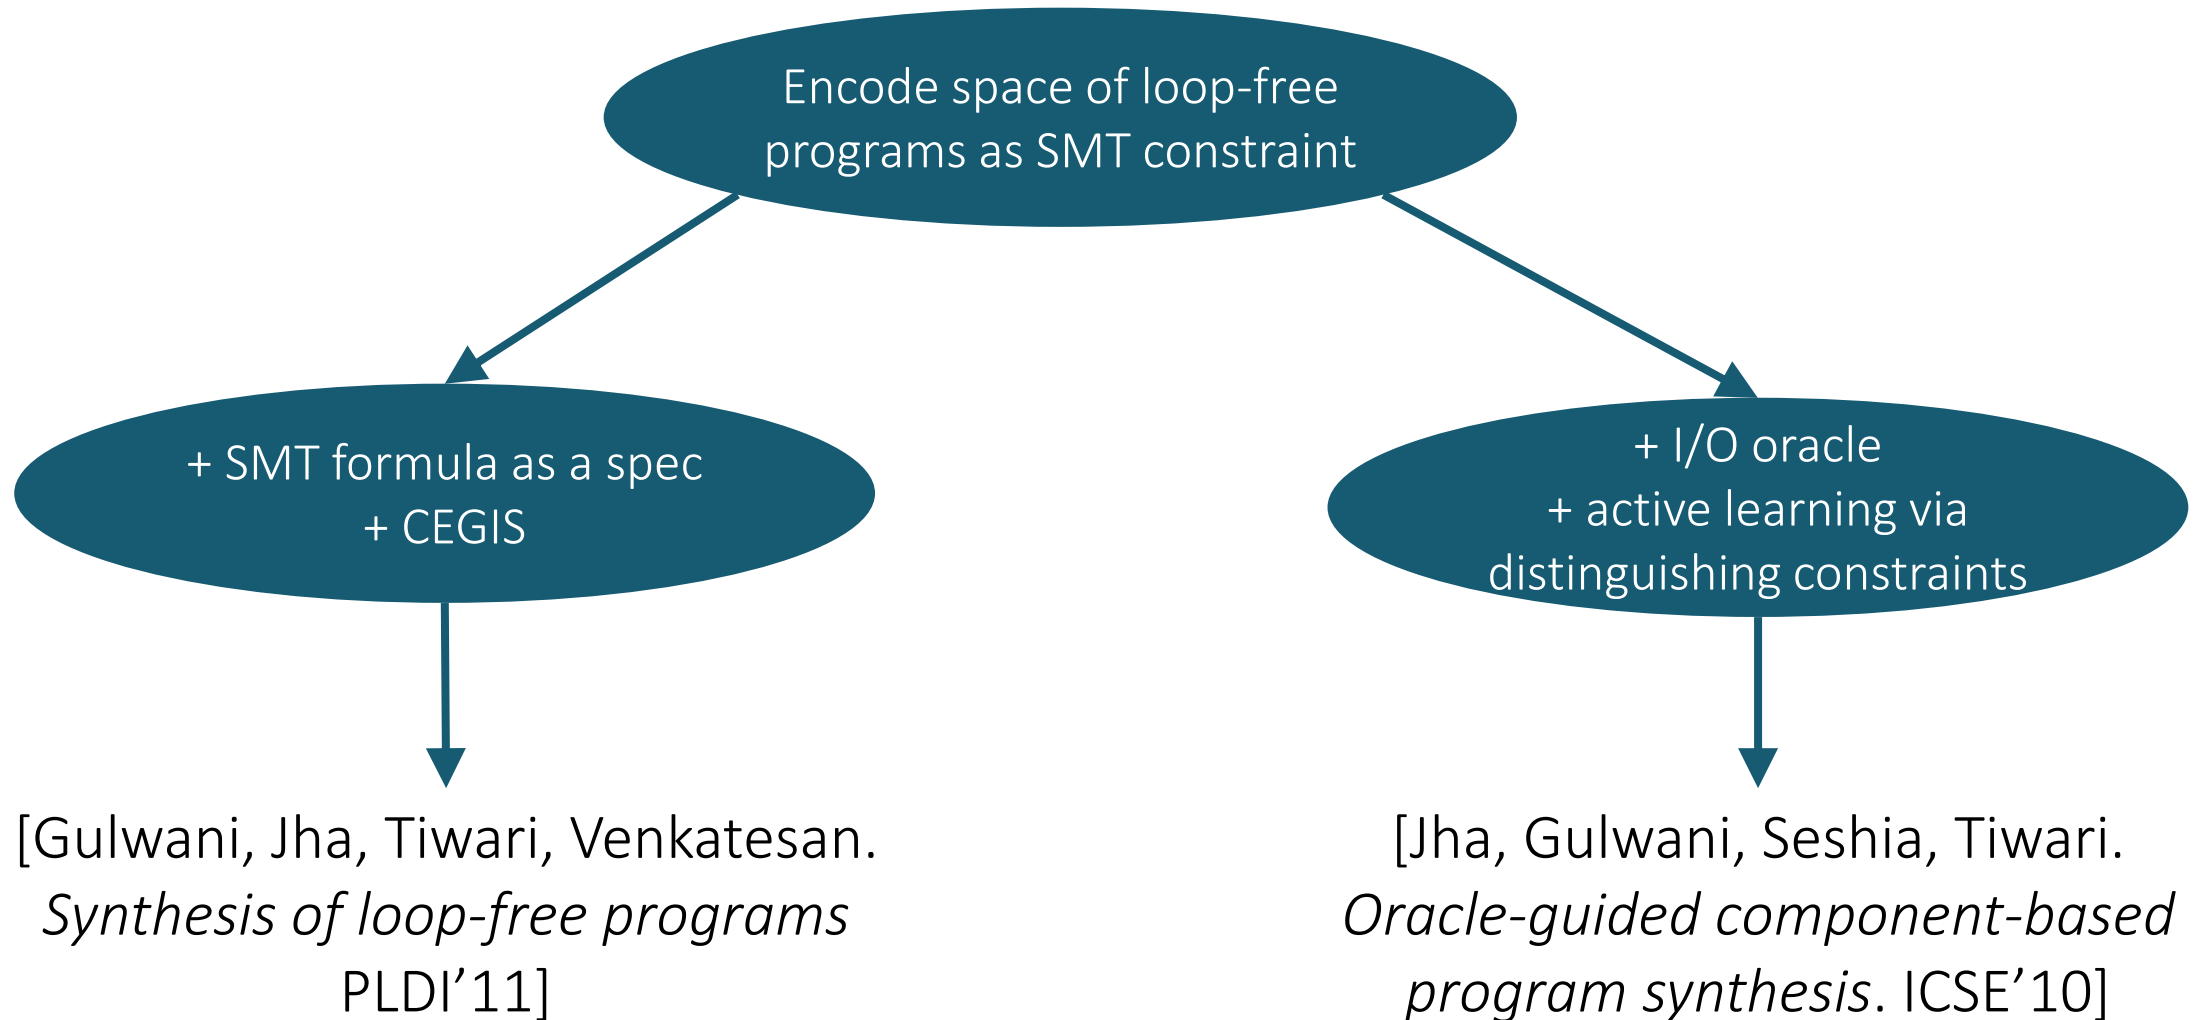 Encode space of loop-free
programs as SMT constraint
+ SMT formula as a spec
+ CEGIS
+ I/O oracle
+ active learning via
distinguishing constraints
[Gulwani, Jha, Tiwari, Venkatesan.
Synthesis of loop-free programs
PLDI’11]
[Jha, Gulwani, Seshia, Tiwari.
Oracle-guided component-based
program synthesis. ICSE’10]